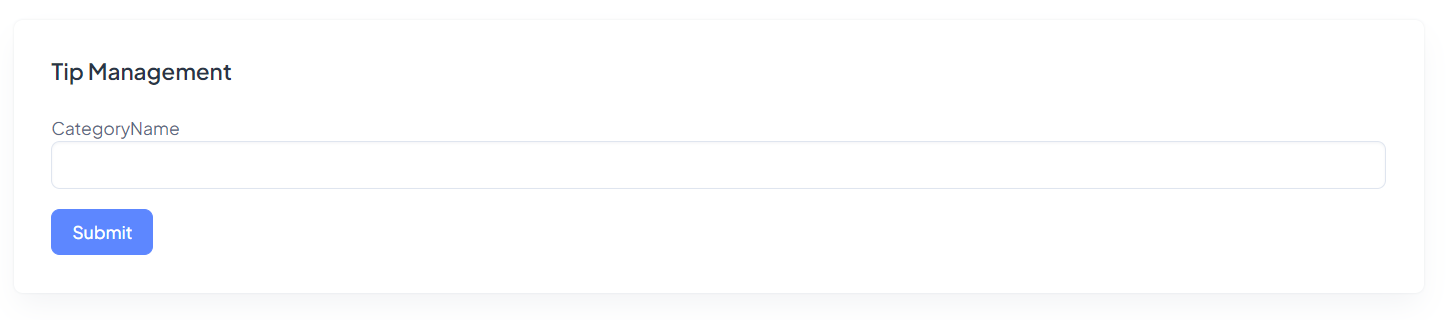 Tip Management
CategoryName
Submit